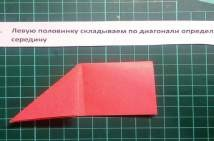 Левую половинку складываем по диагонали определ
середину